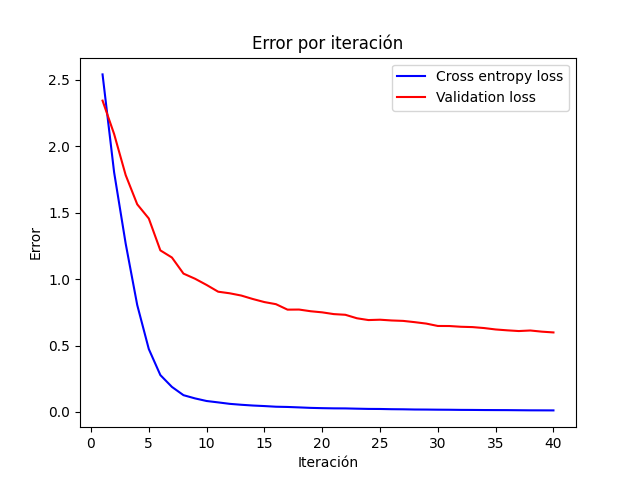 Error por iteración
Cross entropy loss
Validation loss
Error
2.5
2.0
1.5
1.0
0.5
0.0
0 5 10 15 20 25 30 35 40
Iteración